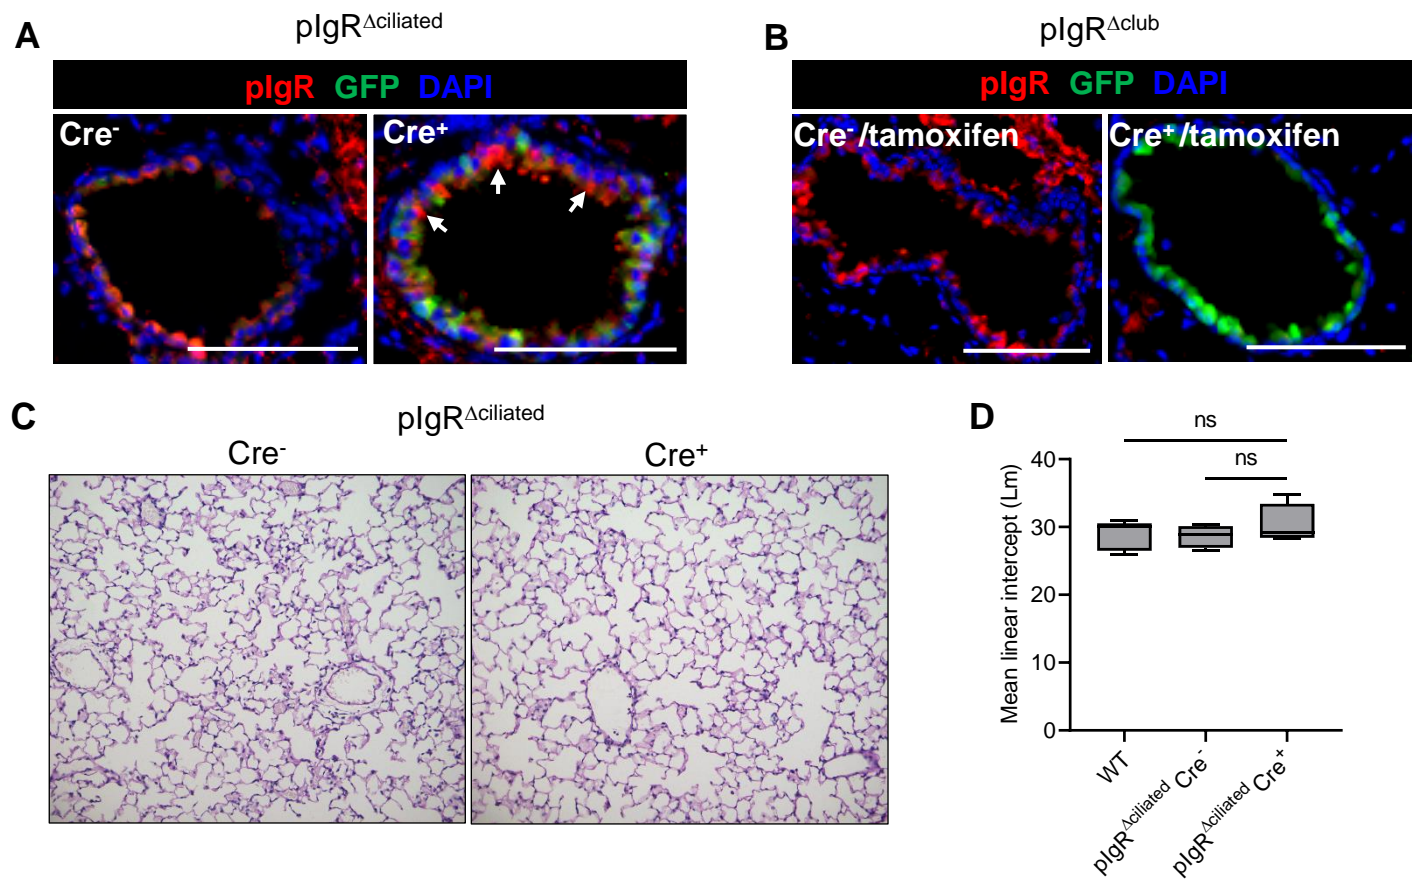 A
pIgRΔciliated
pIgR GFP DAPI
Cre-
Cre+
B
pIgRΔclub
pIgR GFP DAPI
Cre-/tamoxifen
Cre+/tamoxifen
C
pIgRΔciliated
Cre-
Cre+
D
ns
ns
Mean linear intercept (Lm)
40
30
20
10
0
WT
pIgRΔciliated Cre-
pIgRΔciliated Cre+